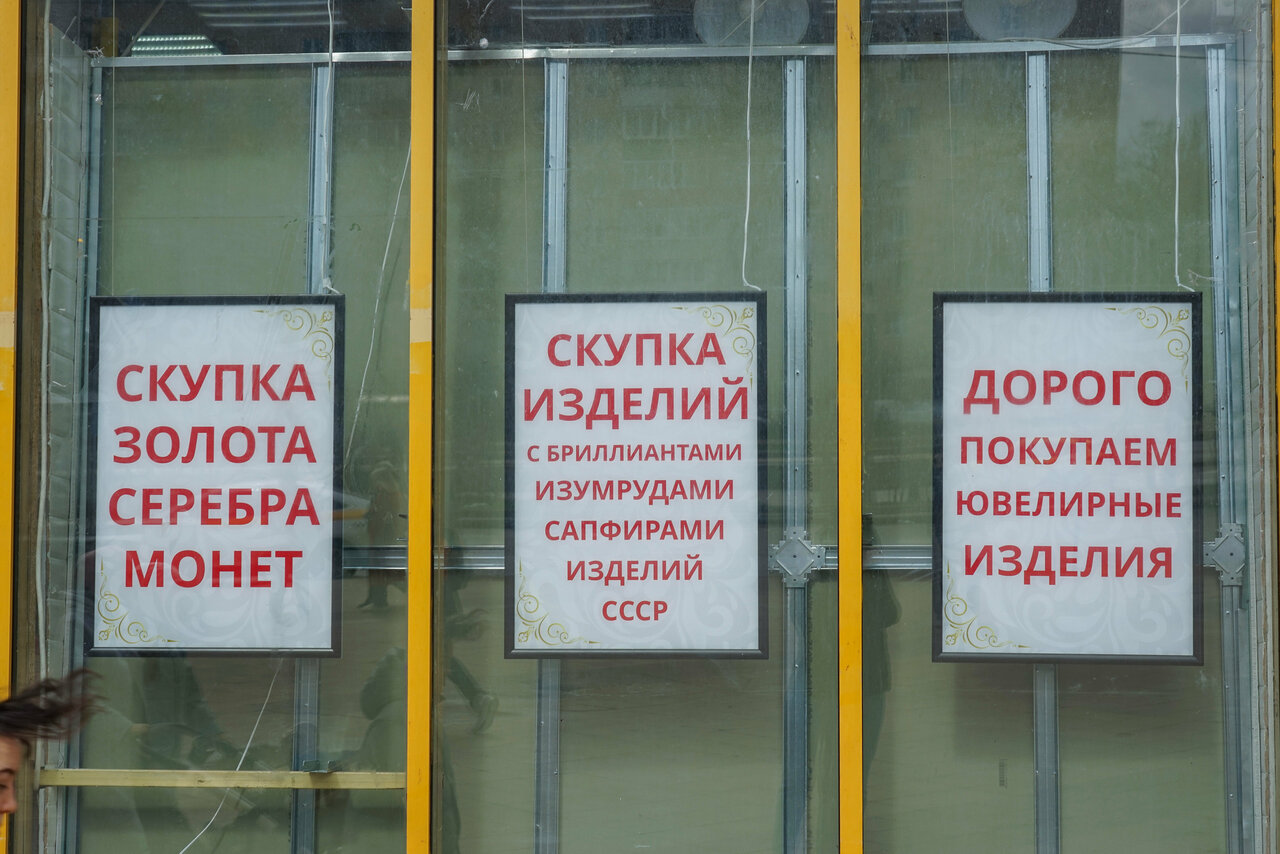 СКУПКА
ЗОЛОТА
СЕРЕБРА
МОНЕТ
СКУПКА
ИЗДЕЛИЙ
С БРИЛЛИАНТАМИ
ИЗУМРУДАМИ
САПФИРАМИ
ИЗДЕЛИЙ
СССР
ДОРОГО
ПОКУПАЕМ
ЮВЕЛИРНЫЕ
ИЗДЕЛИЯ